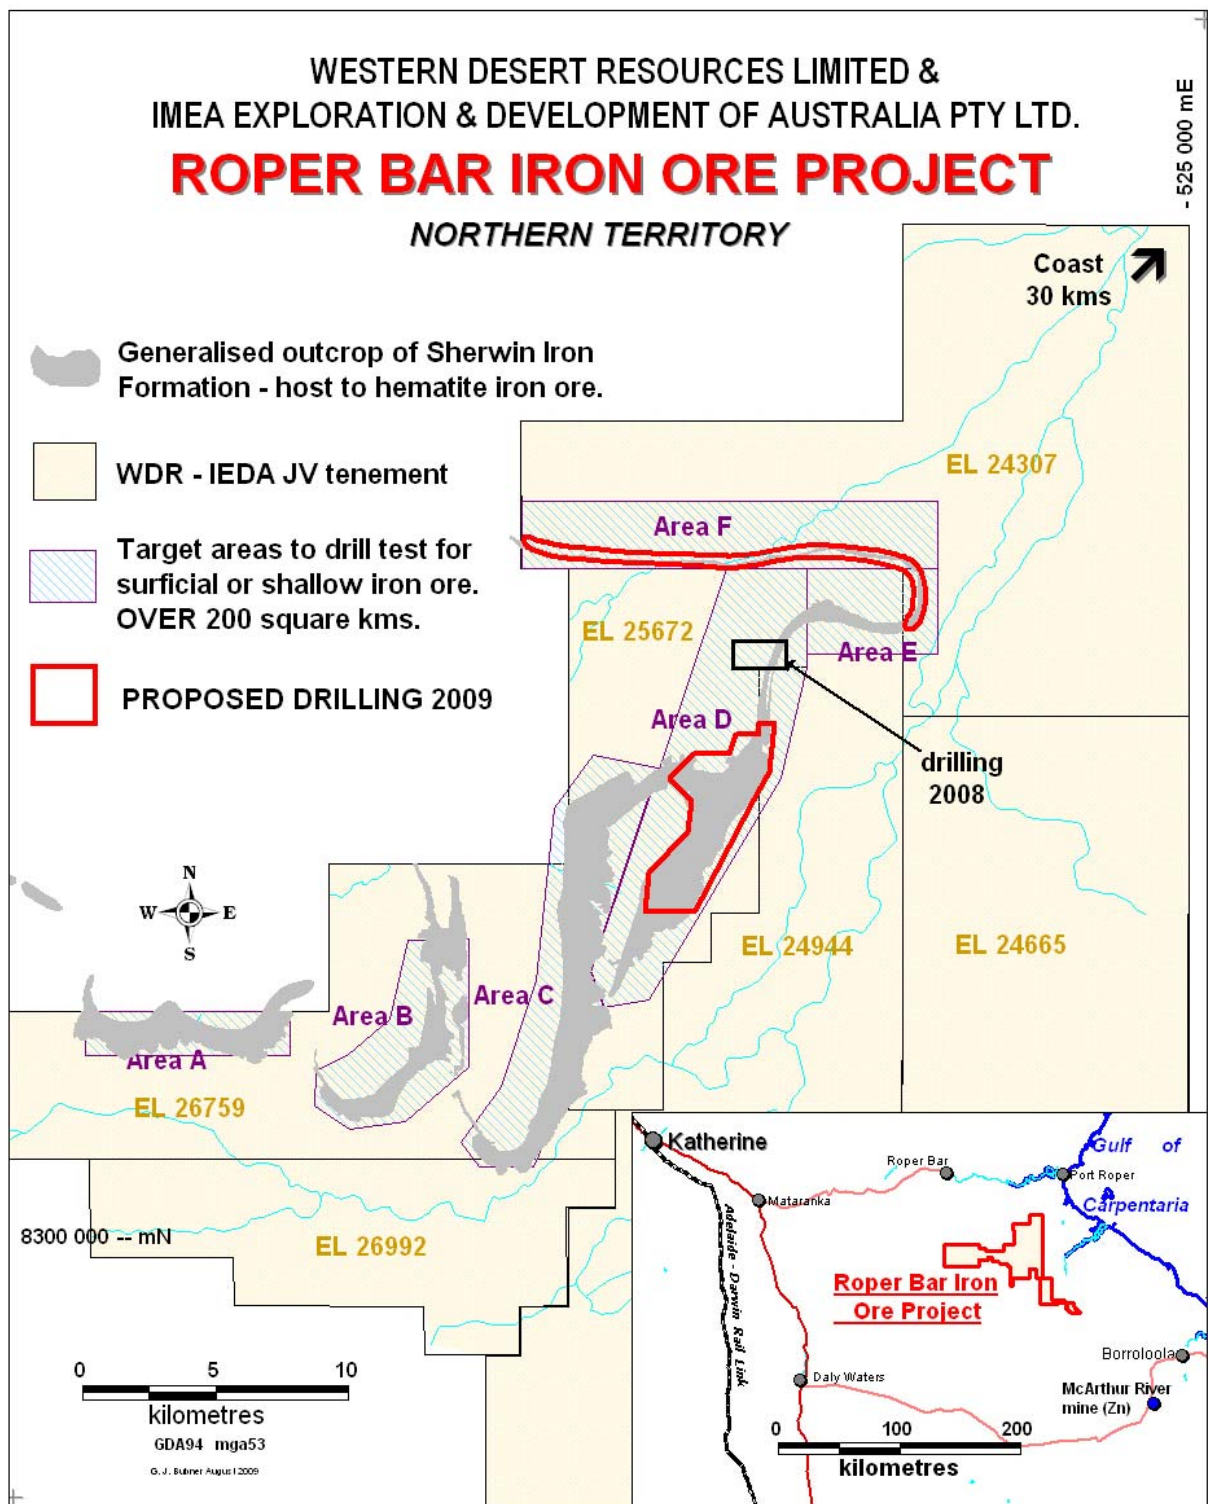 WESTERN DESERT RESOURCES LIMITED &
IMEA EXPLORATION & DEVELOPMENT OF AUSTRALIA PTY LTD.
ROPER BAR IRON ORE PROJECT
NORTHERN TERRITORY
- 525 000 mE
Coast
30 kms
Generalised outcrop of Sherwin Iron
Formation - host to hematite iron ore.
WDR - IEDA JV tenement
Target areas to drill test for
surficial or shallow iron ore.
OVER 200 square kms.
PROPOSED DRILLING 2009
EL 24307
Area F
EL 25672
Area E
Area D
drilling
2008
N
W
E
S
EL 24944
EL 24665
Area C
Area B
Area A
EL 26759
8300 000 -- mN
EL 26992
0 5 10
kilometres
GDA94 mga53
G. J. Bubner August 2009
Katherine
Roper Bar
Port Roper
Gulf of
Carpentaria
Mataranka
Adelaide - Darwin Rail Link
Roper Bar Iron
Ore Project
Daly Waters
Borroloola
McArthur River
mine (Zn)
0 100 200
kilometres